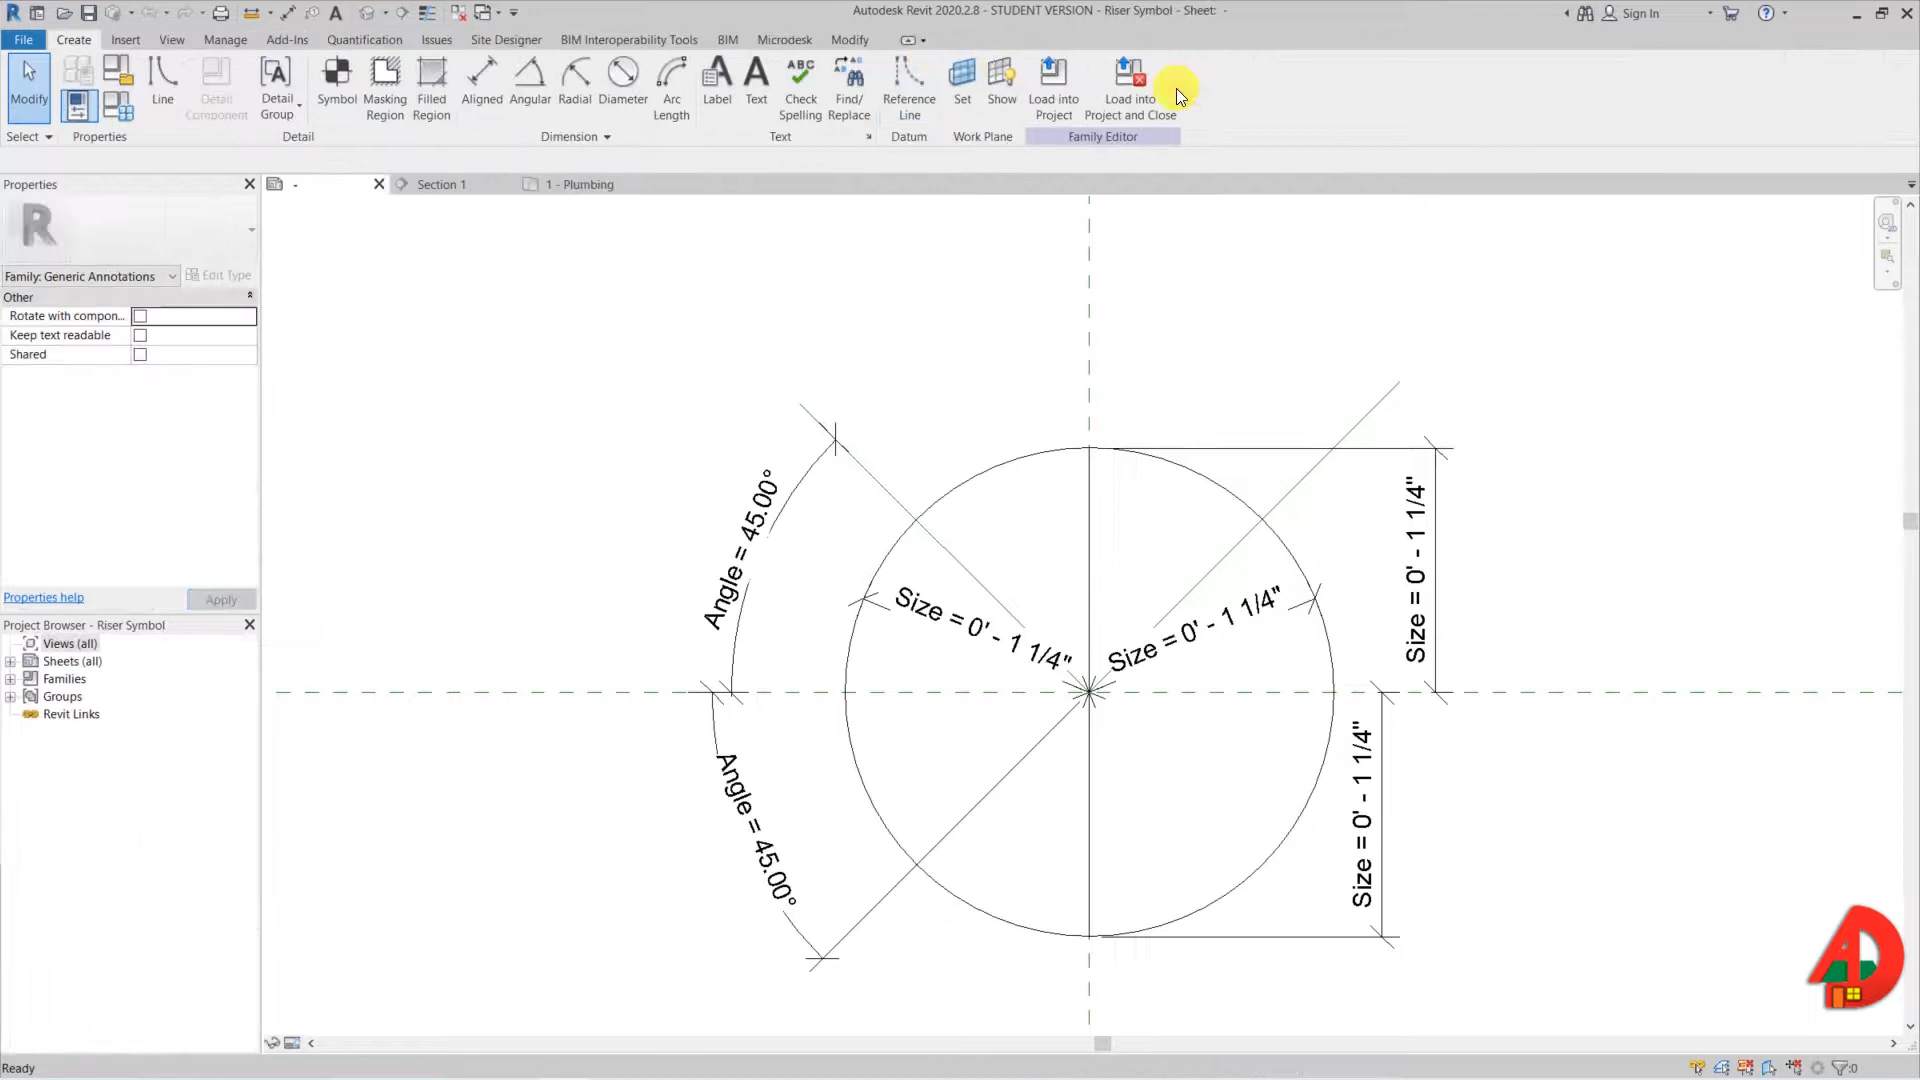 Autodesk Revit 2020.2.8 - STUDENT VERSION - Riser Symbol - Sheet: -
Sign In
File Create Insert View Manage Add-Ins Quantification Issues Site Designer BIM Interoperability Tools BIM Microdesk Modify
Modify
Line
Detail Component
Detail Group
Symbol
Masking Region
Filled Region
Aligned
Angular
Radial
Diameter
Arc Length
Label
Text
ABC
Check Spelling
Find/ Replace
Reference Line
Set
Show
Load into Project
Load into Project and Close
Select Properties Detail Dimension Text Datum Work Plane Family Editor
Properties
-
Section 1
1 - Plumbing
R
Family: Generic Annotations
Edit Type
Other
Rotate with compon...
Keep text readable
Shared
Properties help
Apply
Project Browser - Riser Symbol
Views (all)
Sheets (all)
Families
Groups
Revit Links
Angle = 45.00°
Size = 0' - 1 1/4"
Size = 0' - 1 1/4"
Size = 0' - 1 1/4"
Size = 0' - 1 1/4"
Angle = 45.00°
Ready
:0